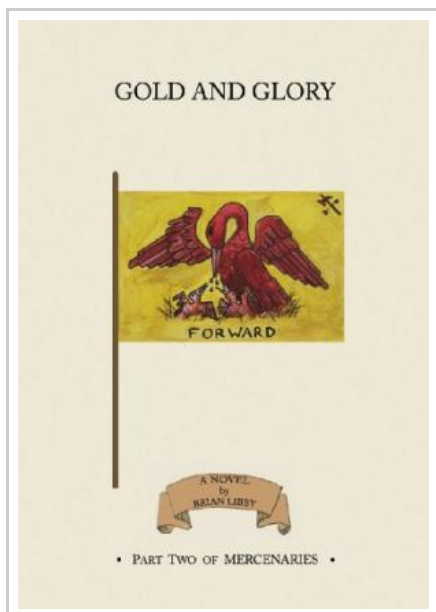 GOLD AND GLORY
FORWARD
A NOVEL
by
BRIAN LIBBY
• PART TWO OF MERCENARIES •